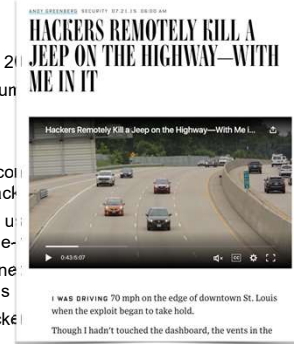 ANDY GREENBERG SECURITY 07.21.15 06:00 AM
HACKERS REMOTELY KILL A
JEEP ON THE HIGHWAY—WITH
ME IN IT
Hackers Remotely Kill a Jeep on the Highway—With Me i...
0:43/5:07
CC
I WAS DRIVING 70 mph on the edge of downtown St. Louis
when the exploit began to take hold.
Though I hadn't touched the dashboard, the vents in the